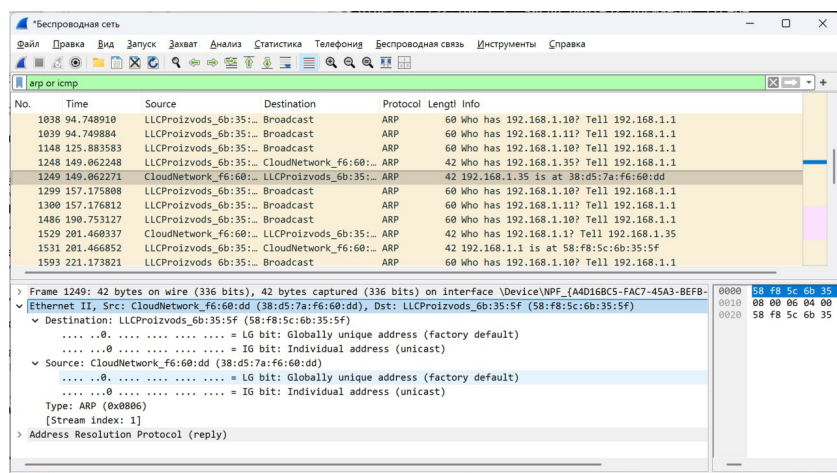 *Беспроводная сеть
Файл Правка Вид Запуск Захват Анализ Статистика Телефония Беспроводная связь Инструменты Справка
arp or icmp
No. Time Source Destination Protocol Lengtl Info
1038 94.748910 LLCProizvods_6b:35:… Broadcast ARP 60 Who has 192.168.1.10? Tell 192.168.1.1
1039 94.749884 LLCProizvods_6b:35:… Broadcast ARP 60 Who has 192.168.1.11? Tell 192.168.1.1
1148 125.883583 LLCProizvods_6b:35:… Broadcast ARP 60 Who has 192.168.1.10? Tell 192.168.1.1
1248 149.062248 LLCProizvods_6b:35:… CloudNetwork_f6:60:… ARP 42 Who has 192.168.1.35? Tell 192.168.1.1
1249 149.062271 CloudNetwork_f6:60:… LLCProizvods_6b:35:… ARP 42 192.168.1.35 is at 38:d5:7a:f6:60:dd
1299 157.175808 LLCProizvods_6b:35:… Broadcast ARP 60 Who has 192.168.1.10? Tell 192.168.1.1
1300 157.176812 LLCProizvods_6b:35:… Broadcast ARP 60 Who has 192.168.1.11? Tell 192.168.1.1
1486 190.753127 LLCProizvods_6b:35:… Broadcast ARP 60 Who has 192.168.1.10? Tell 192.168.1.1
1529 201.460337 CloudNetwork_f6:60:… LLCProizvods_6b:35:… ARP 42 Who has 192.168.1.1? Tell 192.168.1.35
1531 201.466852 LLCProizvods_6b:35:… CloudNetwork_f6:60:… ARP 42 192.168.1.1 is at 58:f8:5c:6b:35:5f
1593 221.173821 LLCProizvods_6b:35:… Broadcast ARP 60 Who has 192.168.1.10? Tell 192.168.1.1
Frame 1249: 42 bytes on wire (336 bits), 42 bytes captured (336 bits) on interface \Device\NPF_{A4D16BC5-FAC7-45A3-BEFB-
Ethernet II, Src: CloudNetwork_f6:60:dd (38:d5:7a:f6:60:dd), Dst: LLCProizvods_6b:35:5f (58:f8:5c:6b:35:5f)
Destination: LLCProizvods_6b:35:5f (58:f8:5c:6b:35:5f)
.... ..0. .... .... .... .... = LG bit: Globally unique address (factory default)
.... ...0 .... .... .... .... = IG bit: Individual address (unicast)
Source: CloudNetwork_f6:60:dd (38:d5:7a:f6:60:dd)
.... ..0. .... .... .... .... = LG bit: Globally unique address (factory default)
.... ...0 .... .... .... .... = IG bit: Individual address (unicast)
Type: ARP (0x0806)
[Stream index: 1]
Address Resolution Protocol (reply)
0000 58 f8 5c 6b 35
0010 08 00 06 04 00
0020 58 f8 5c 6b 35